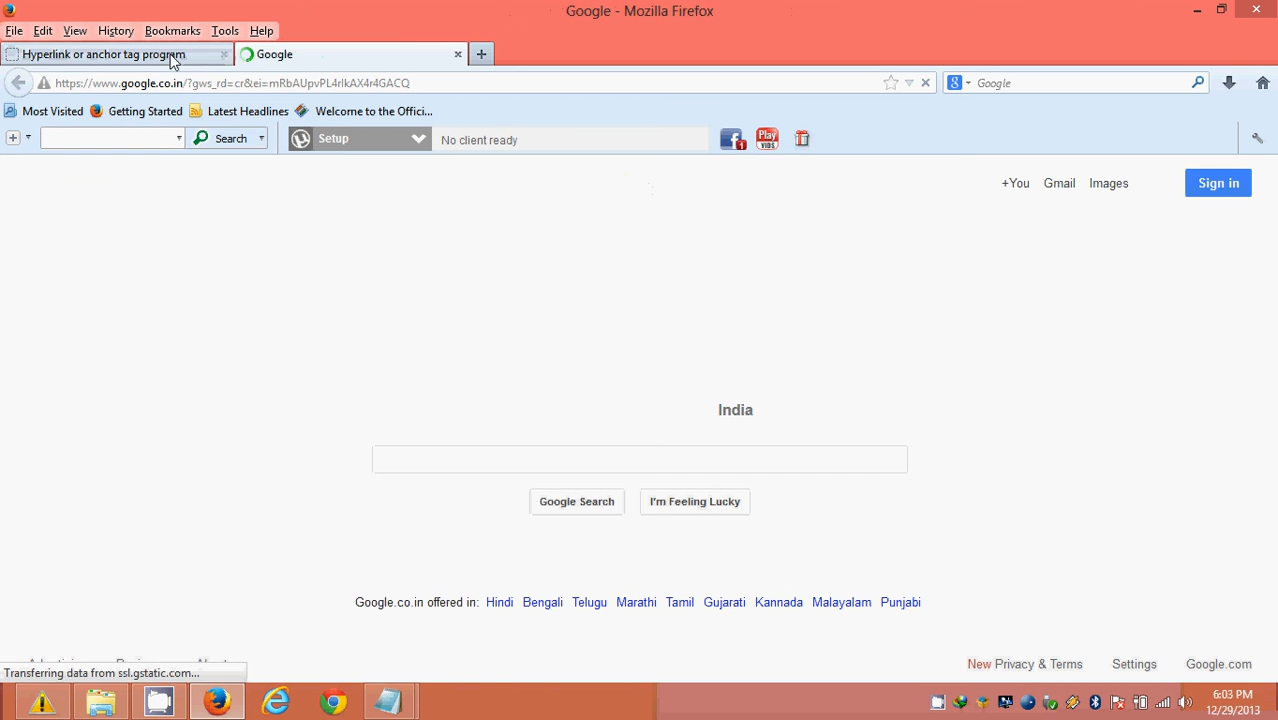 Google - Mozilla Firefox
File Edit View History Bookmarks Tools Help
Hyperlink or anchor tag program Google
https://www.google.co.in/?gws_rd=cr&ei=mRbAUpvPL4rlkAX4r4GACQ Google
Most Visited Getting Started Latest Headlines Welcome to the Offici...
Search Setup No client ready
+You Gmail Images Sign in
India
Google Search I'm Feeling Lucky
Google.co.in offered in: Hindi Bengali Telugu Marathi Tamil Gujarati Kannada Malayalam Punjabi
New Privacy & Terms Settings Google.com
Transferring data from ssl.gstatic.com...
6:03 PM
12/29/2013